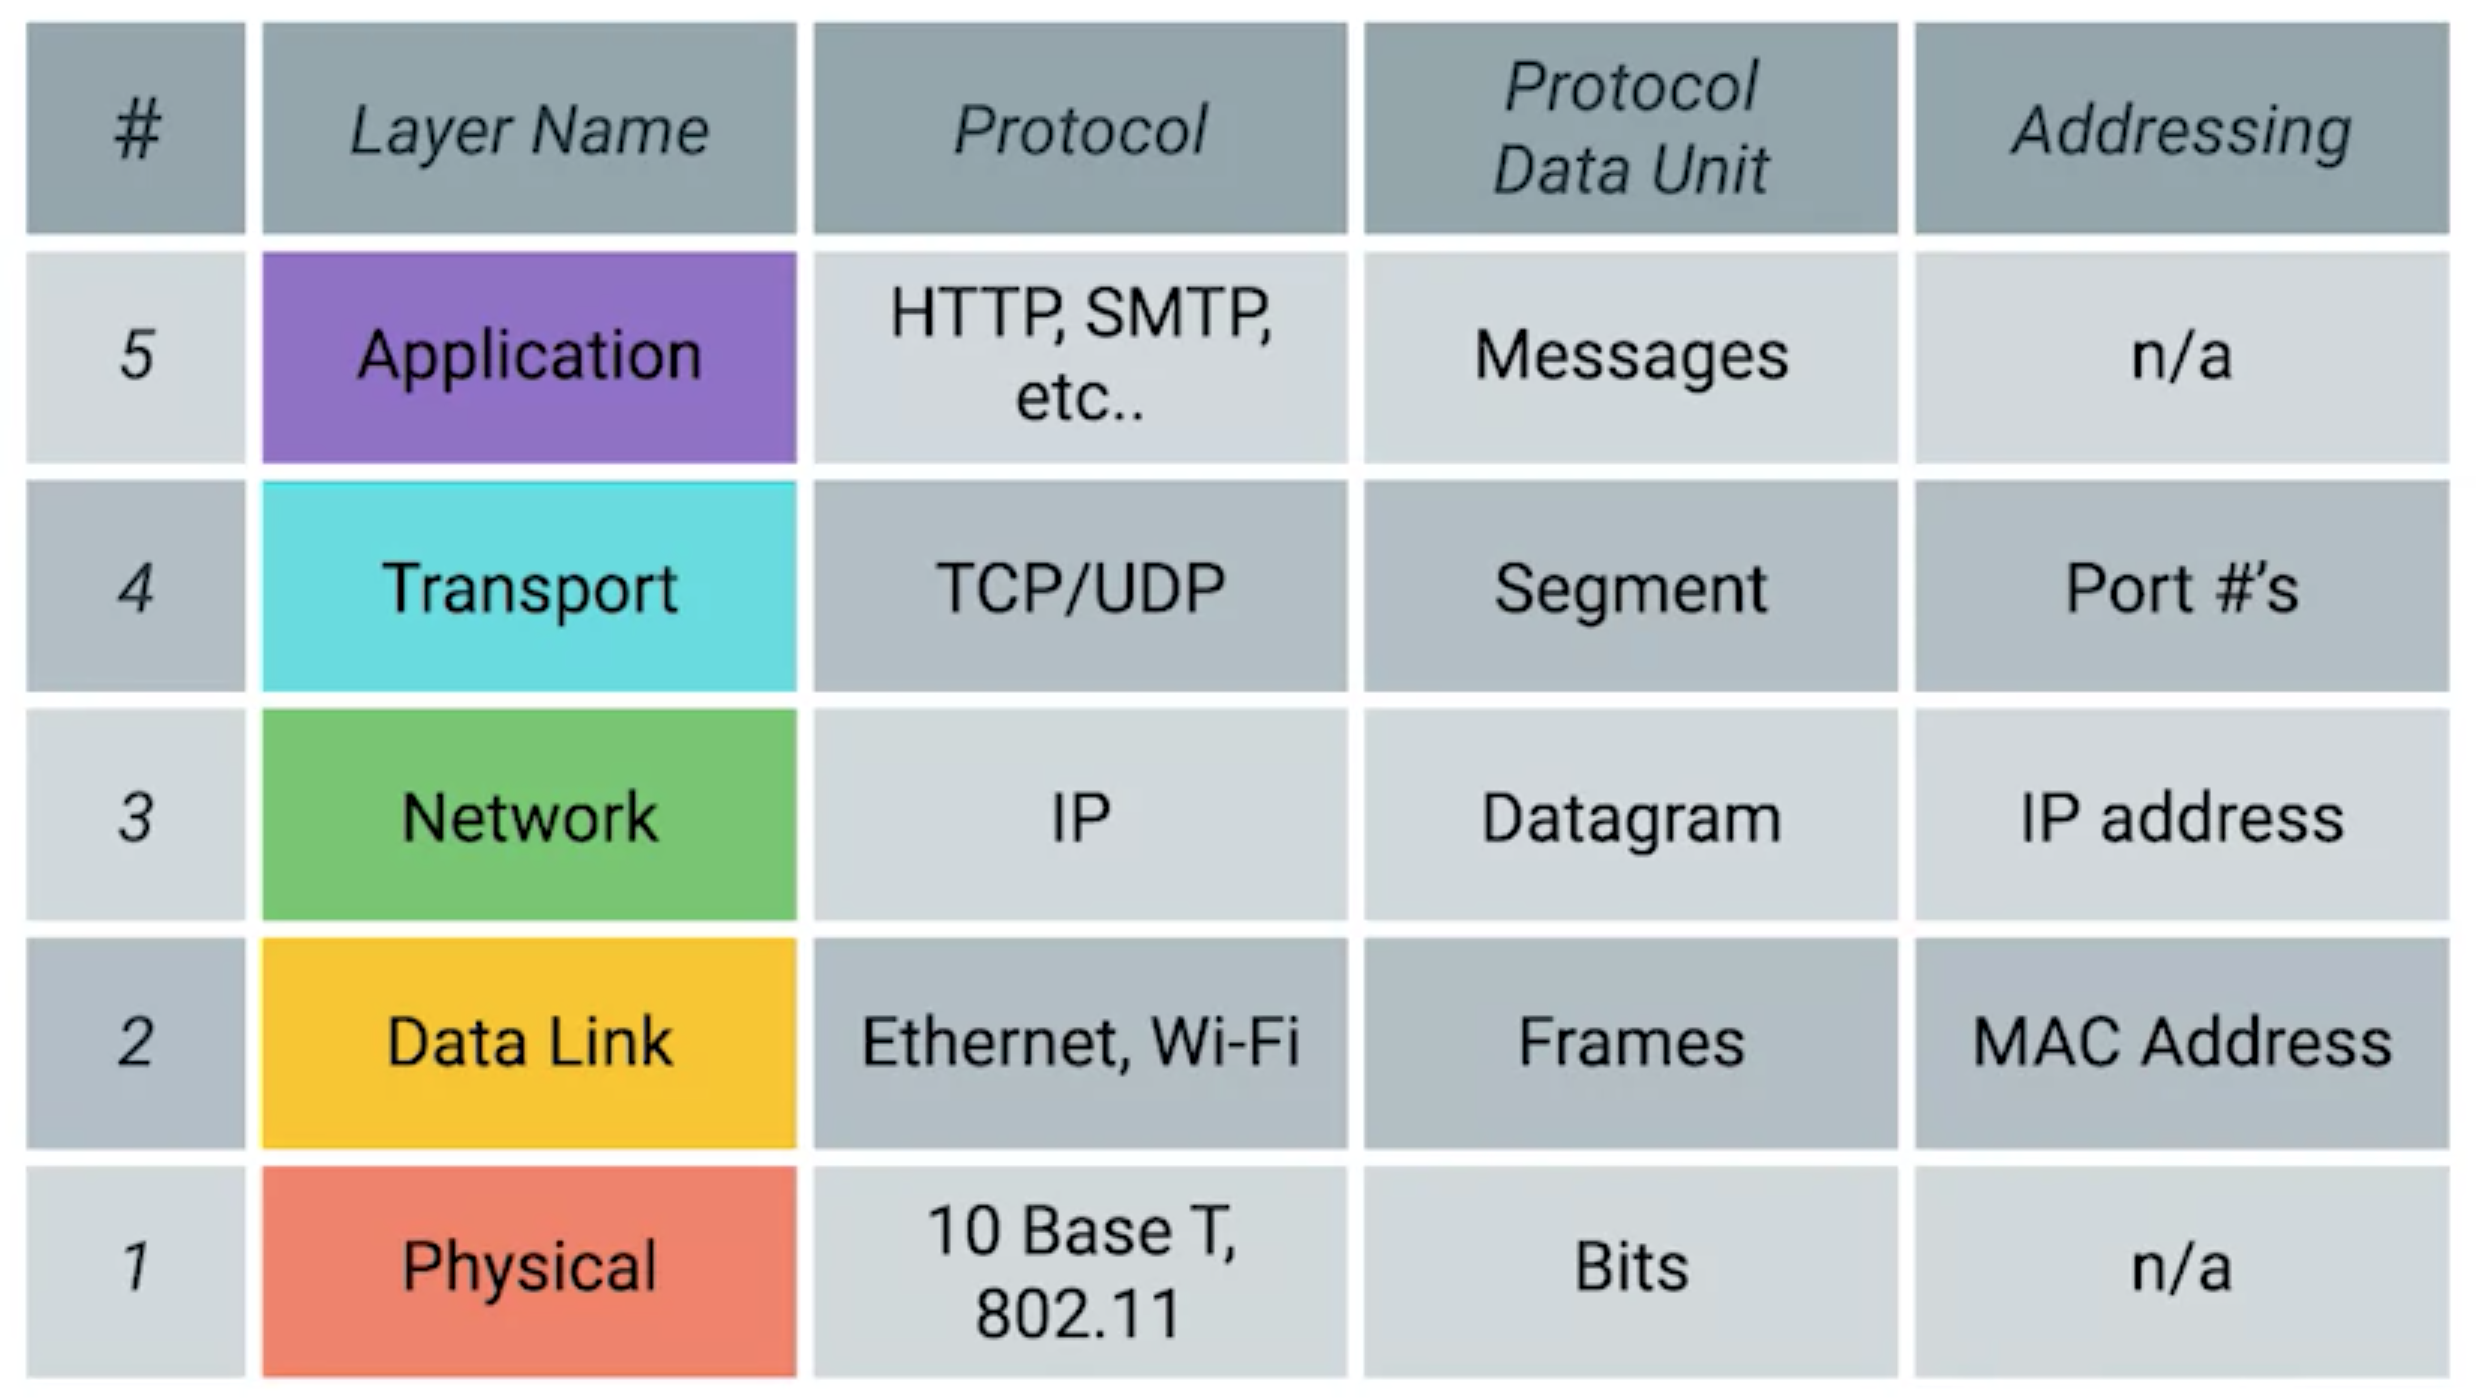 # Layer Name Protocol Protocol Data Unit Addressing
5 Application HTTP, SMTP, etc.. Messages n/a
4 Transport TCP/UDP Segment Port #’s
3 Network IP Datagram IP address
2 Data Link Ethernet, Wi-Fi Frames MAC Address
1 Physical 10 Base T, 802.11 Bits n/a